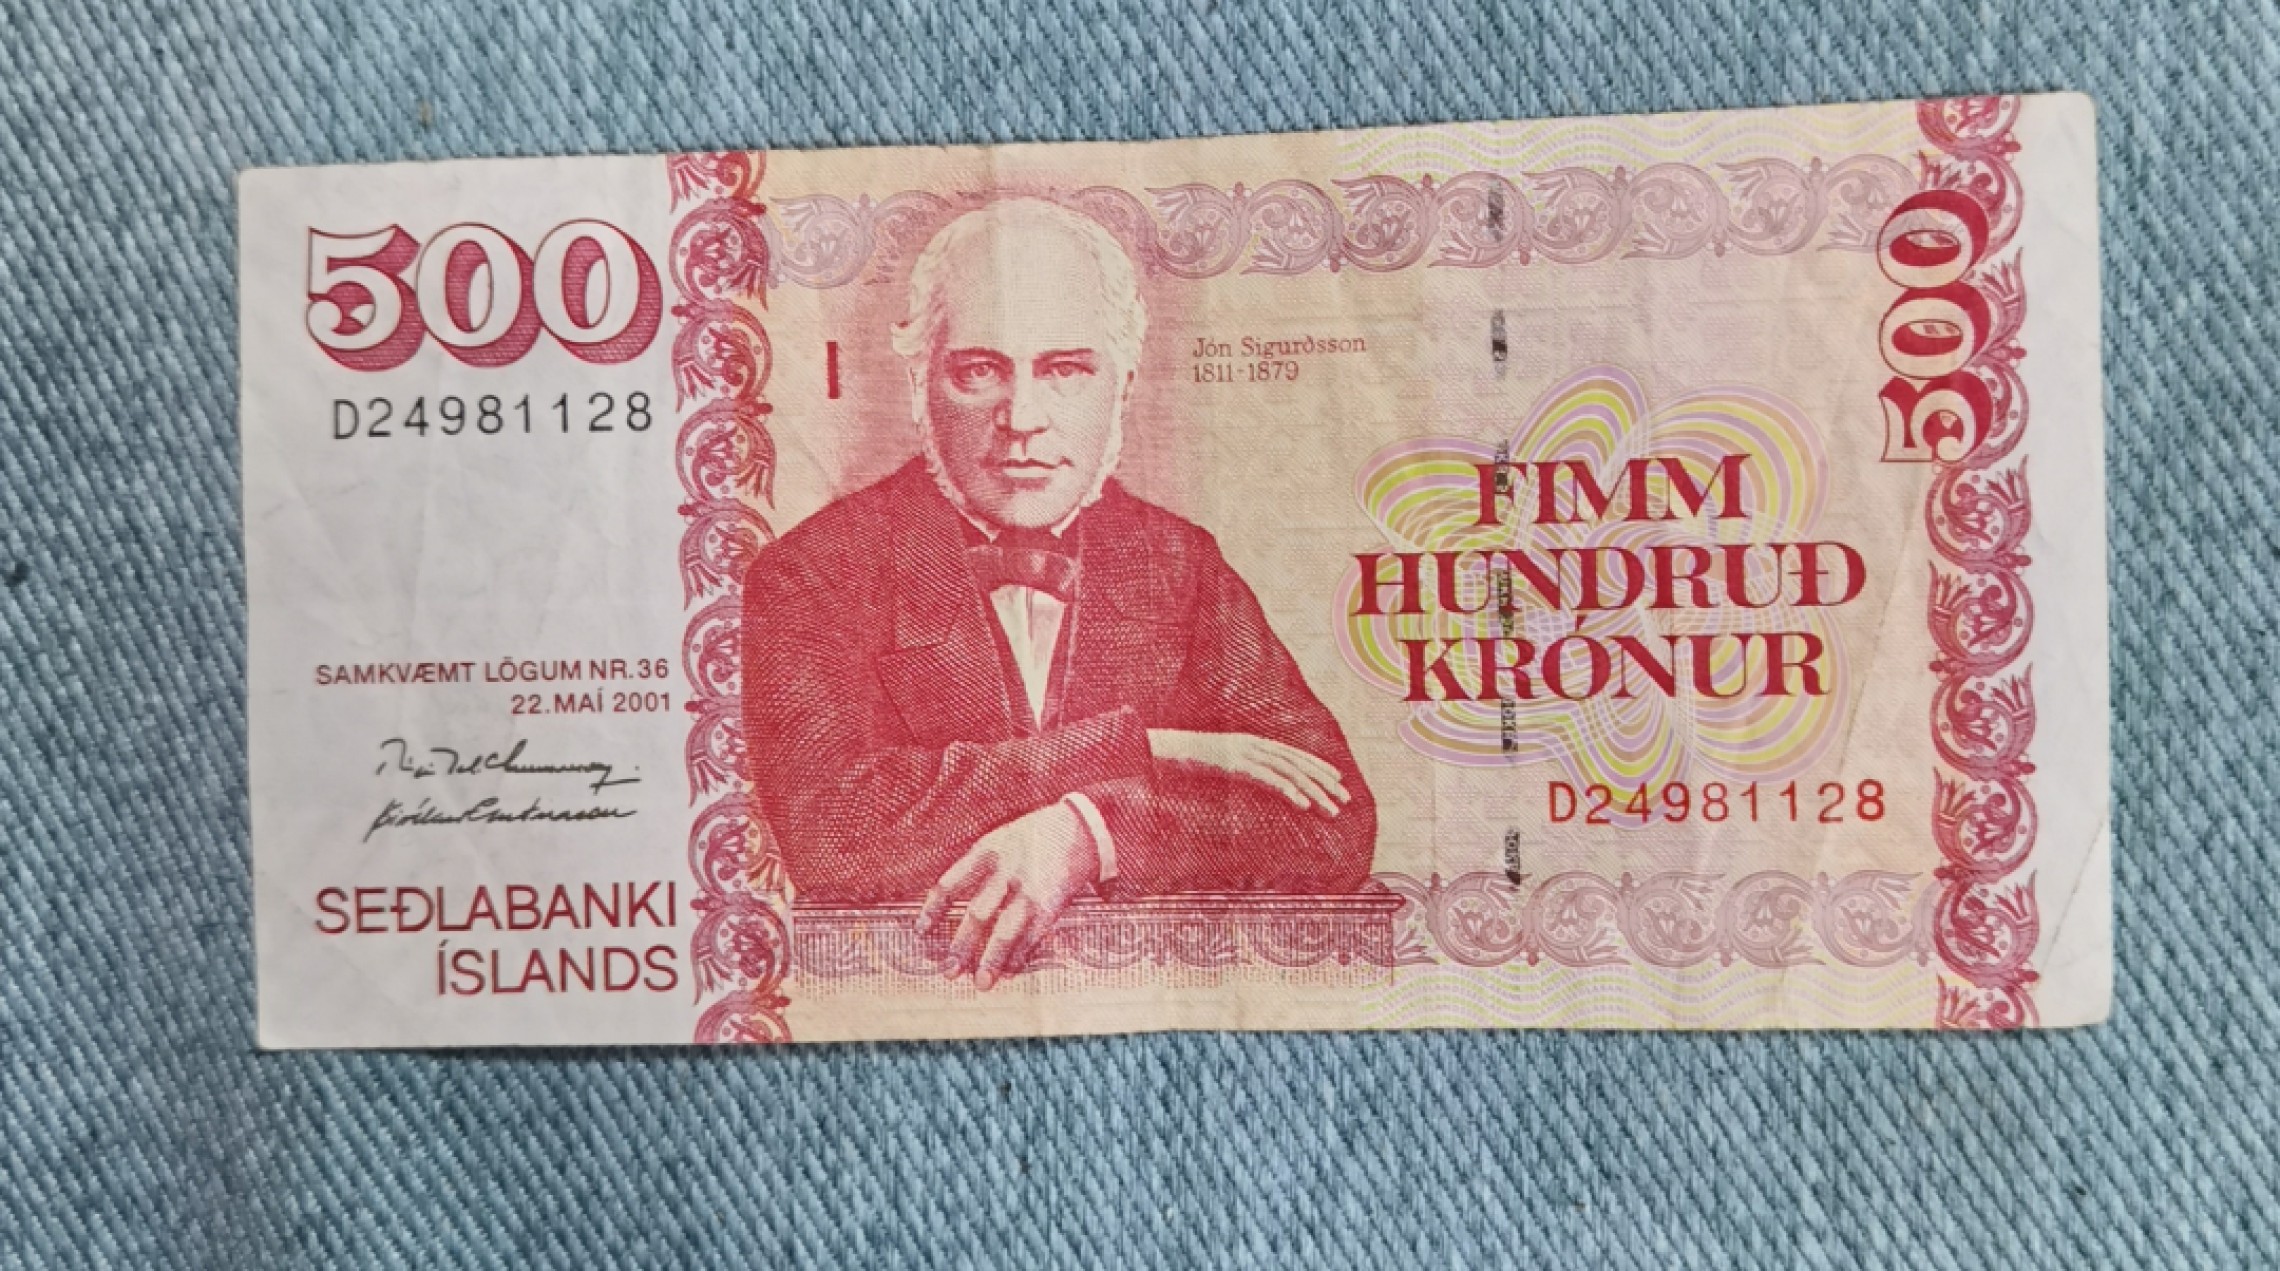 500
D24981128
SAMKVÆMT LÖGUM NR. 36
22. MAÍ 2001
SEÐLABANKI
ÍSLANDS
Jón Sigurðsson
1811-1879
FIMM
HUNDRUÐ
KRÓNUR
D24981128
500